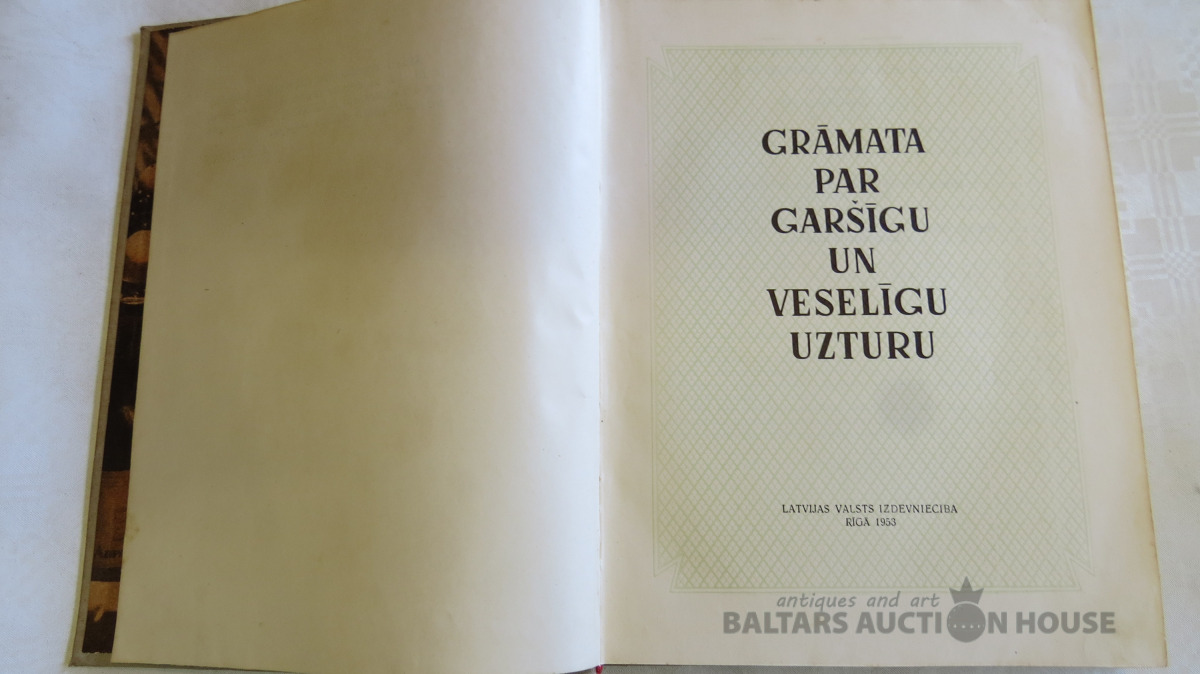 GRĀMATA
PAR
GARŠĪGU
UN
VESELĪGU
UZTURU
LATVIJAS VALSTS IZDEVNIECĪBA
RĪGĀ 1953
antiques and art
BALTARS AUCTION HOUSE